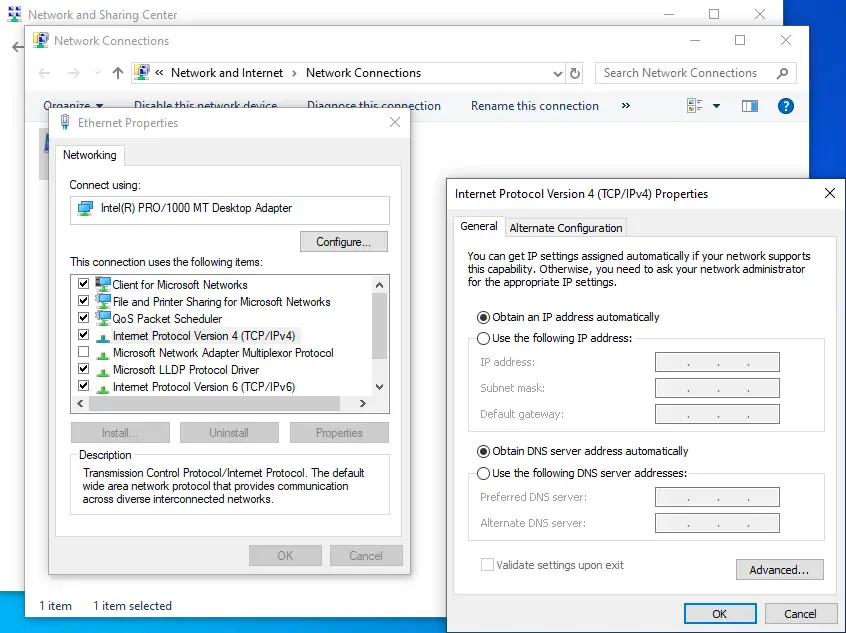 Network and Sharing Center
Network Connections
« Network and Internet › Network Connections
Search Network Connections
Organize
Disable this network device
Diagnose this connection
Rename this connection
»
?
Ethernet Properties
Networking
Connect using:
Intel(R) PRO/1000 MT Desktop Adapter
Configure...
This connection uses the following items:
Client for Microsoft Networks
File and Printer Sharing for Microsoft Networks
QoS Packet Scheduler
Internet Protocol Version 4 (TCP/IPv4)
Microsoft Network Adapter Multiplexor Protocol
Microsoft LLDP Protocol Driver
Internet Protocol Version 6 (TCP/IPv6)
Install...
Uninstall
Properties
Description
Transmission Control Protocol/Internet Protocol. The default
wide area network protocol that provides communication
across diverse interconnected networks.
OK
Cancel
1 item
1 item selected
Internet Protocol Version 4 (TCP/IPv4) Properties
General
Alternate Configuration
You can get IP settings assigned automatically if your network supports
this capability. Otherwise, you need to ask your network administrator
for the appropriate IP settings.
Obtain an IP address automatically
Use the following IP address:
IP address:
. . .
Subnet mask:
. . .
Default gateway:
. . .
Obtain DNS server address automatically
Use the following DNS server addresses:
Preferred DNS server:
. . .
Alternate DNS server:
. . .
Validate settings upon exit
Advanced...
OK
Cancel